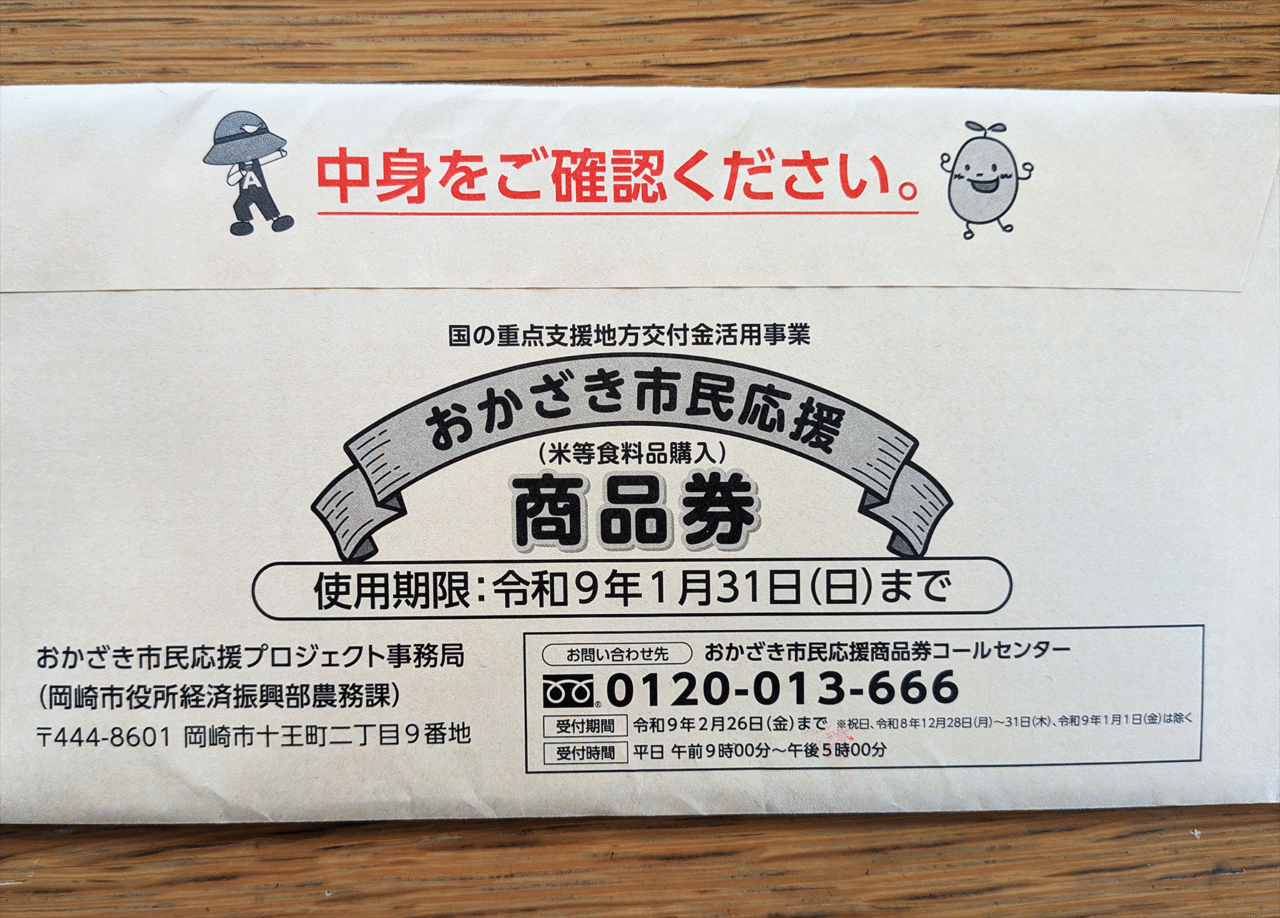 中身をご確認ください。
国の重点支援地方交付金活用事業
おかざき市民応援
(米等食料品購入)
商品券
使用期限:令和9年1月31日(日)まで
おかざき市民応援プロジェクト事務局
(岡崎市役所経済振興部農務課)
〒444-8601 岡崎市十王町二丁目9番地
お問い合わせ先 おかざき市民応援商品券コールセンター
0120-013-666
受付期間 令和9年2月26日(金)まで ※祝日、令和8年12月28日(月)~31日(木)、令和9年1月1日(金)は除く
受付時間 平日 午前9時00分~午後5時00分
A